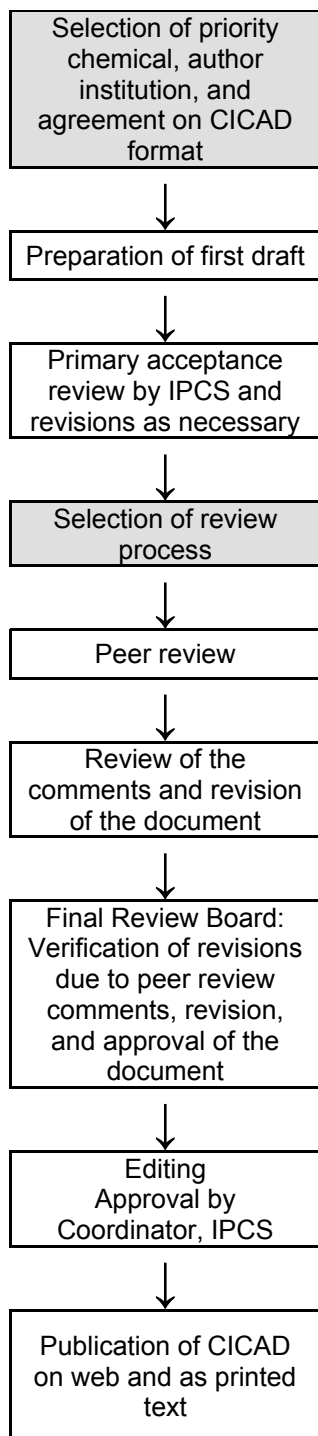 Selection of priority
chemical, author
institution, and
agreement on CICAD
format
Preparation of first draft
Primary acceptance
review by IPCS and
revisions as necessary
Selection of review
process
Peer review
Review of the
comments and revision
of the document
Final Review Board:
Verification of revisions
due to peer review
comments, revision,
and approval of the
document
Editing
Approval by
Coordinator, IPCS
Publication of CICAD
on web and as printed
text